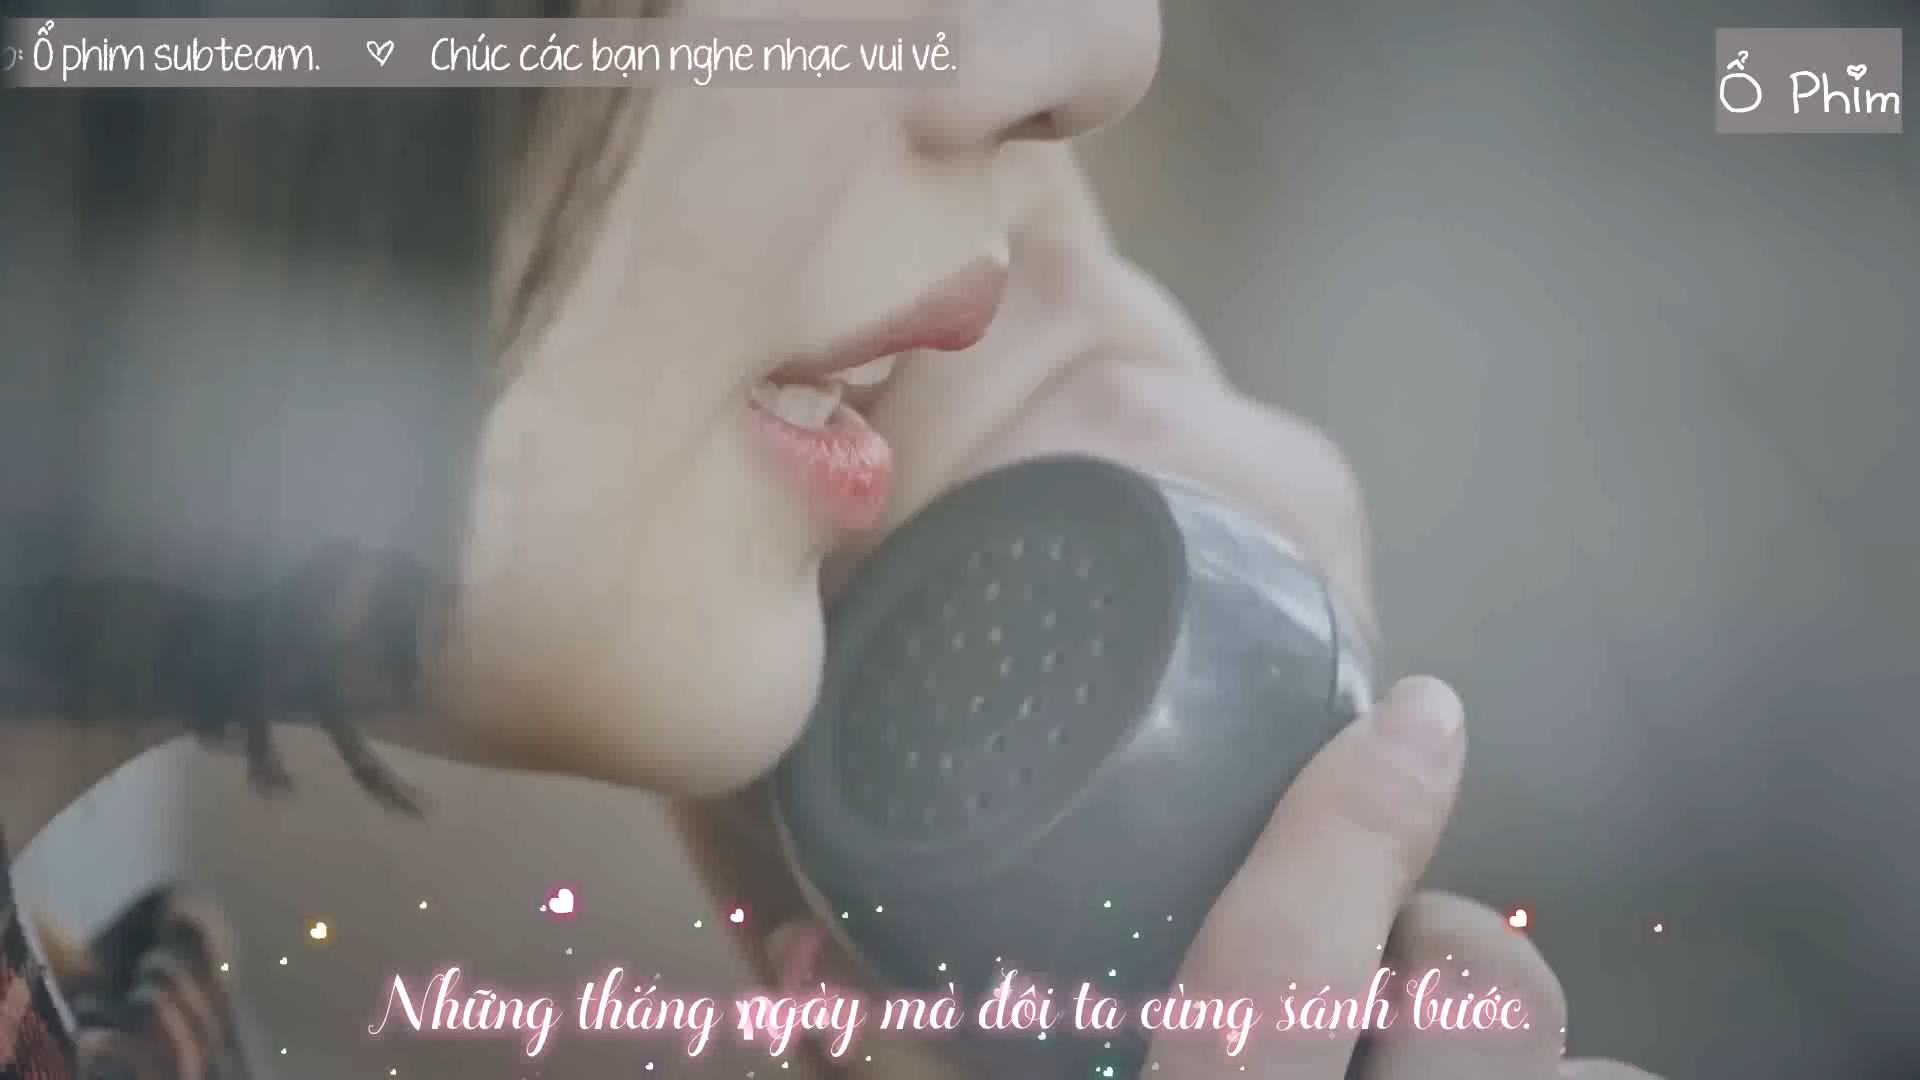 Ổ phim subteam. ♡ Chúc các bạn nghe nhạc vui vẻ.
Ổ Phim
Những tháng ngày mà đôi ta cùng sánh bước.